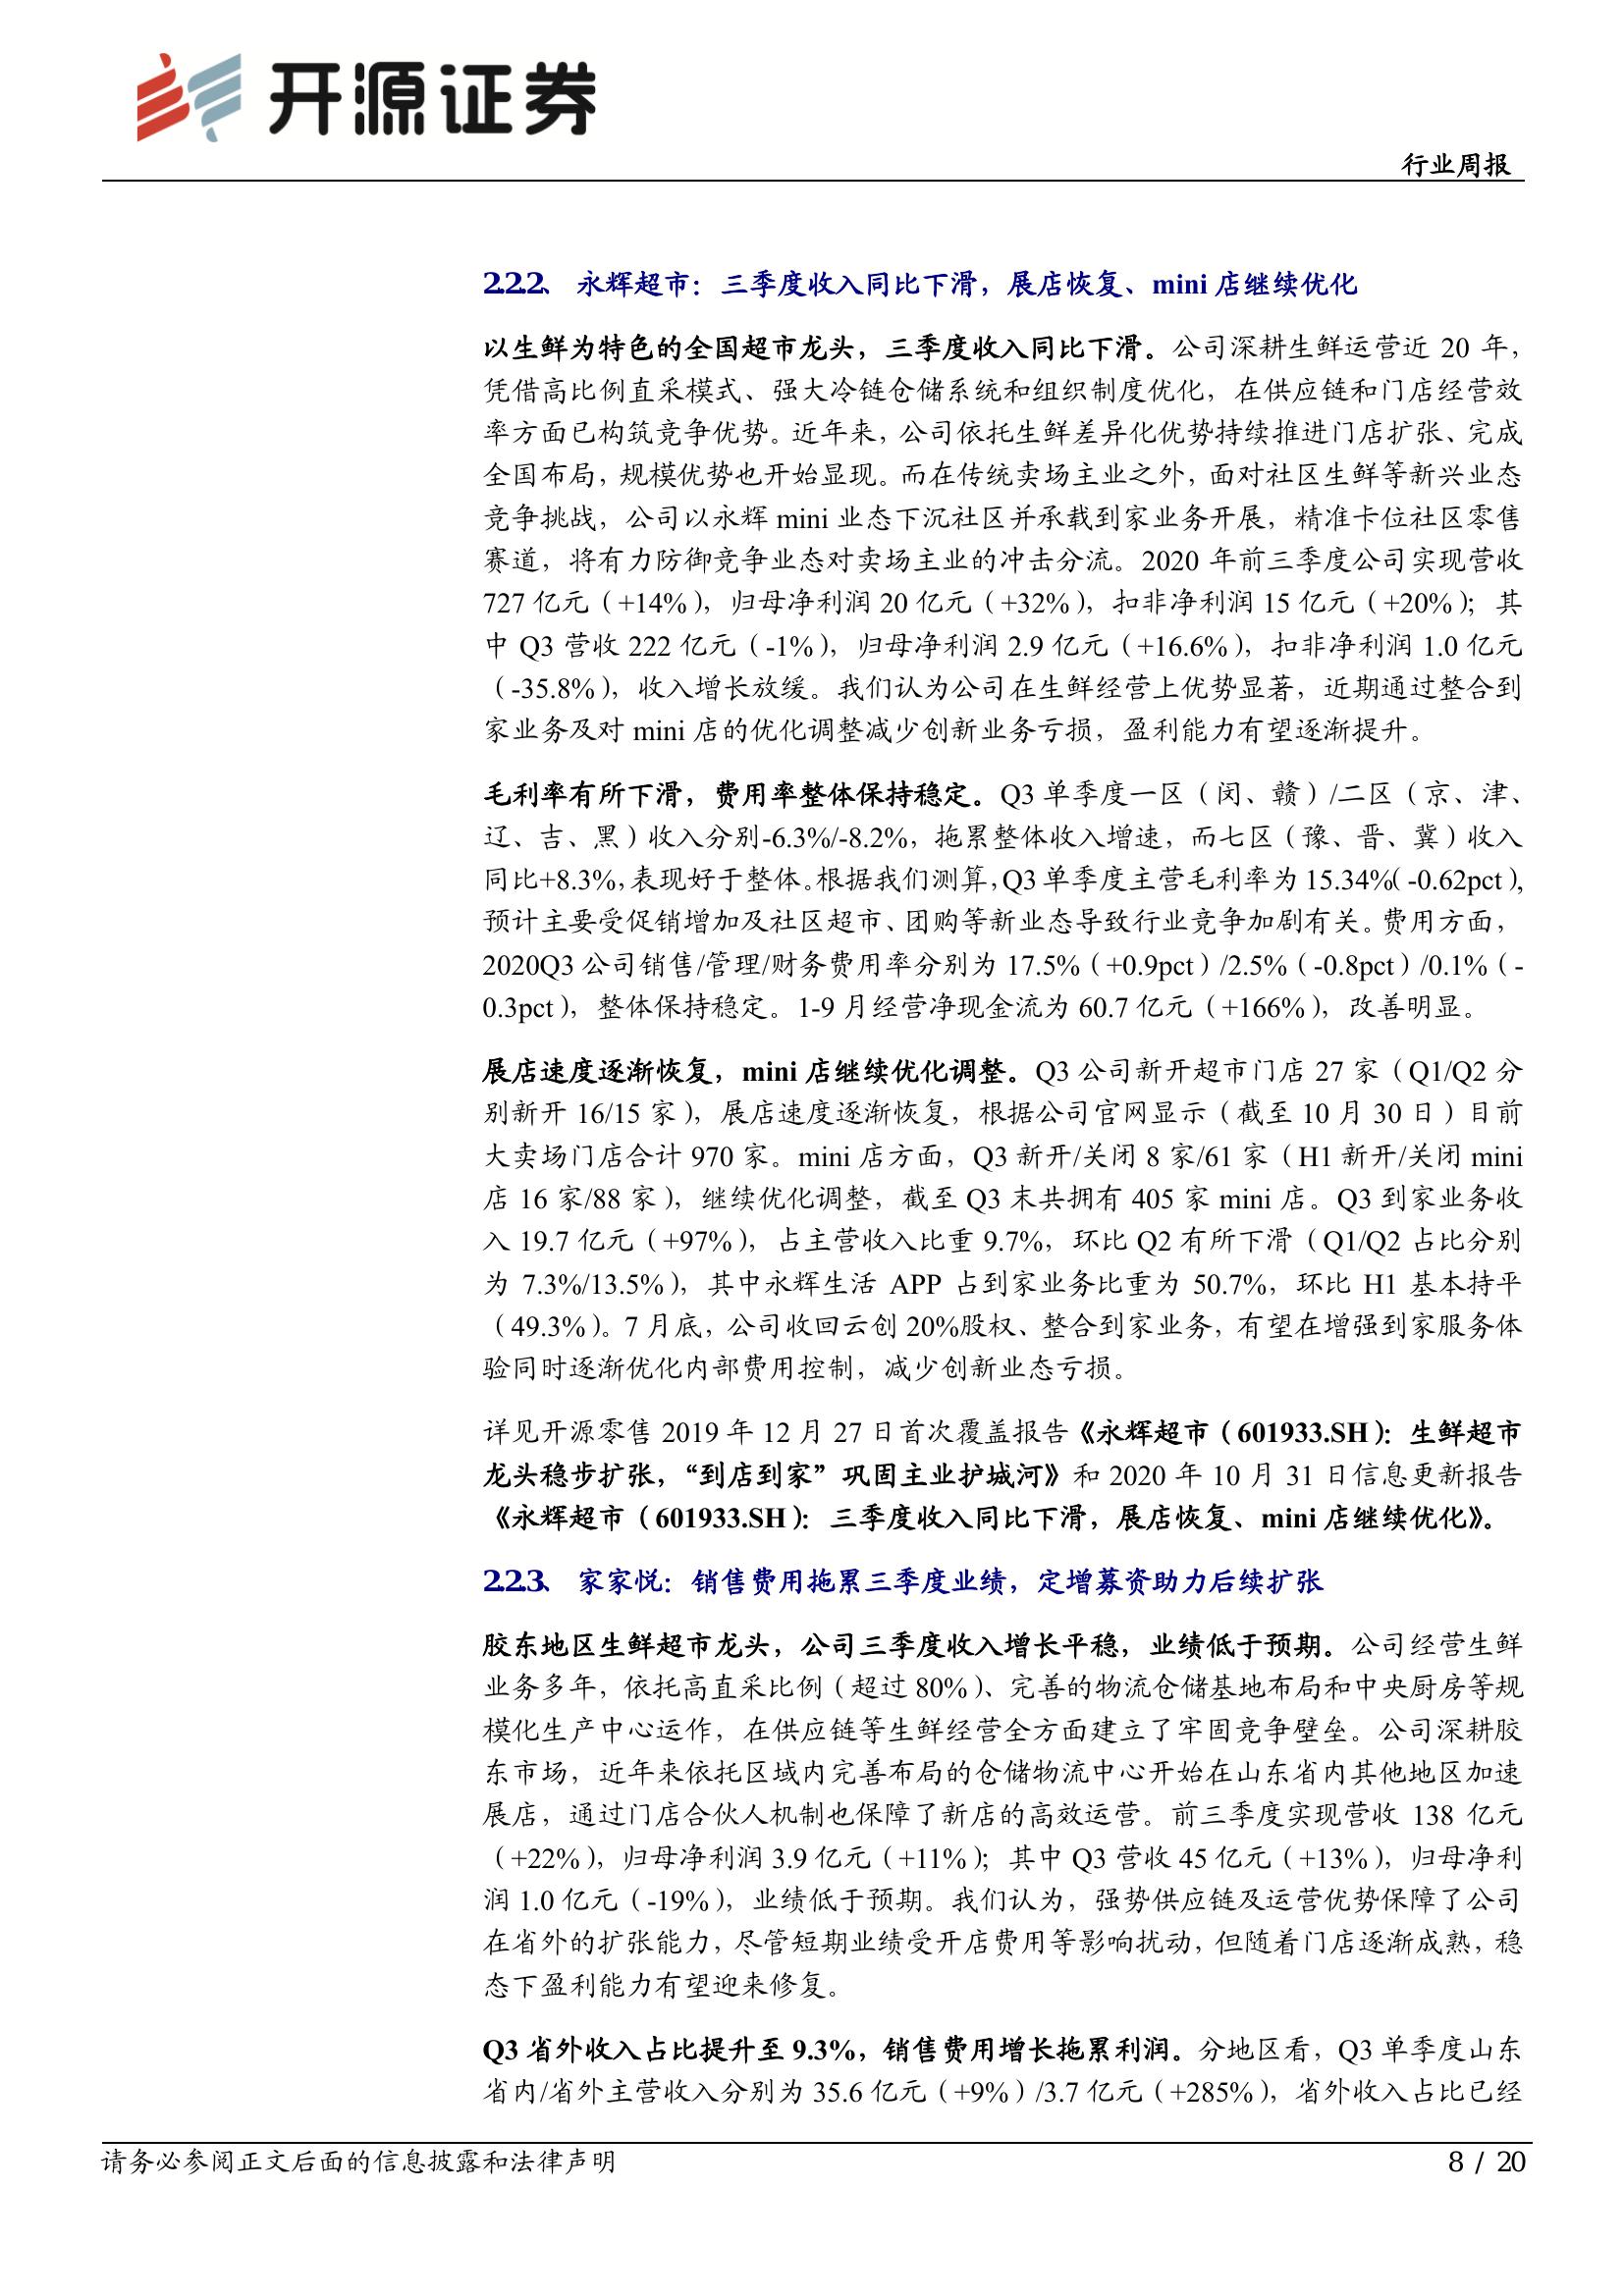 开源证券
行业周报
2.2.2、 永辉超市：三季度收入同比下滑，展店恢复、mini 店继续优化
以生鲜为特色的全国超市龙头，三季度收入同比下滑。公司深耕生鲜运营近 20 年，
凭借高比例直采模式、强大冷链仓储系统和组织制度优化，在供应链和门店经营效
率方面已构筑竞争优势。近年来，公司依托生鲜差异化优势持续推进门店扩张、完成
全国布局，规模优势也开始显现。而在传统卖场主业之外，面对社区生鲜等新兴业态
竞争挑战，公司以永辉 mini 业态下沉社区并承载到家业务开展，精准卡位社区零售
赛道，将有力防御竞争业态对卖场主业的冲击分流。2020 年前三季度公司实现营收
727 亿元（+14%），归母净利润 20 亿元（+32%），扣非净利润 15 亿元（+20%）；其
中 Q3 营收 222 亿元（-1%），归母净利润 2.9 亿元（+16.6%），扣非净利润 1.0 亿元
（-35.8%），收入增长放缓。我们认为公司在生鲜经营上优势显著，近期通过整合到
家业务及对 mini 店的优化调整减少创新业务亏损，盈利能力有望逐渐提升。
毛利率有所下滑，费用率整体保持稳定。Q3 单季度一区（闵、赣）/二区（京、津、
辽、吉、黑）收入分别-6.3%/-8.2%，拖累整体收入增速，而七区（豫、晋、冀）收入
同比+8.3%，表现好于整体。根据我们测算，Q3 单季度主营毛利率为 15.34%（-0.62pct），
预计主要受促销增加及社区超市、团购等新业态导致行业竞争加剧有关。费用方面，
2020Q3 公司销售/管理/财务费用率分别为 17.5%（+0.9pct）/2.5%（-0.8pct）/0.1%（-
0.3pct），整体保持稳定。1-9 月经营净现金流为 60.7 亿元（+166%），改善明显。
展店速度逐渐恢复，mini 店继续优化调整。Q3 公司新开超市门店 27 家（Q1/Q2 分
别新开 16/15 家），展店速度逐渐恢复，根据公司官网显示（截至 10 月 30 日）目前
大卖场门店合计 970 家。mini 店方面，Q3 新开/关闭 8 家/61 家（H1 新开/关闭 mini
店 16 家/88 家），继续优化调整，截至 Q3 末共拥有 405 家 mini 店。Q3 到家业务收
入 19.7 亿元（+97%），占主营收入比重 9.7%，环比 Q2 有所下滑（Q1/Q2 占比分别
为 7.3%/13.5%），其中永辉生活 APP 占到家业务比重为 50.7%，环比 H1 基本持平
（49.3%）。7 月底，公司收回云创 20%股权、整合到家业务，有望在增强到家服务体
验同时逐渐优化内部费用控制，减少创新业态亏损。
详见开源零售 2019 年 12 月 27 日首次覆盖报告《永辉超市（601933.SH）：生鲜超市
龙头稳步扩张，“到店到家”巩固主业护城河》和 2020 年 10 月 31 日信息更新报告
《永辉超市（601933.SH）：三季度收入同比下滑，展店恢复、mini 店继续优化》。
2.2.3、 家家悦：销售费用拖累三季度业绩，定增募资助力后续扩张
胶东地区生鲜超市龙头，公司三季度收入增长平稳，业绩低于预期。公司经营生鲜
业务多年，依托高直采比例（超过 80%）、完善的物流仓储基地布局和中央厨房等规
模化生产中心运作，在供应链等生鲜经营全方面建立了牢固竞争壁垒。公司深耕胶
东市场，近年来依托区域内完善布局的仓储物流中心开始在山东省内其他地区加速
展店，通过门店合伙人机制也保障了新店的高效运营。前三季度实现营收 138 亿元
（+22%），归母净利润 3.9 亿元（+11%）；其中 Q3 营收 45 亿元（+13%），归母净利
润 1.0 亿元（-19%），业绩低于预期。我们认为，强势供应链及运营优势保障了公司
在省外的扩张能力，尽管短期业绩受开店费用等影响扰动，但随着门店逐渐成熟，稳
态下盈利能力有望迎来修复。
Q3 省外收入占比提升至 9.3%，销售费用增长拖累利润。分地区看，Q3 单季度山东
省内/省外主营收入分别为 35.6 亿元（+9%）/3.7 亿元（+285%），省外收入占比已经
请务必参阅正文后面的信息披露和法律声明
8 / 20